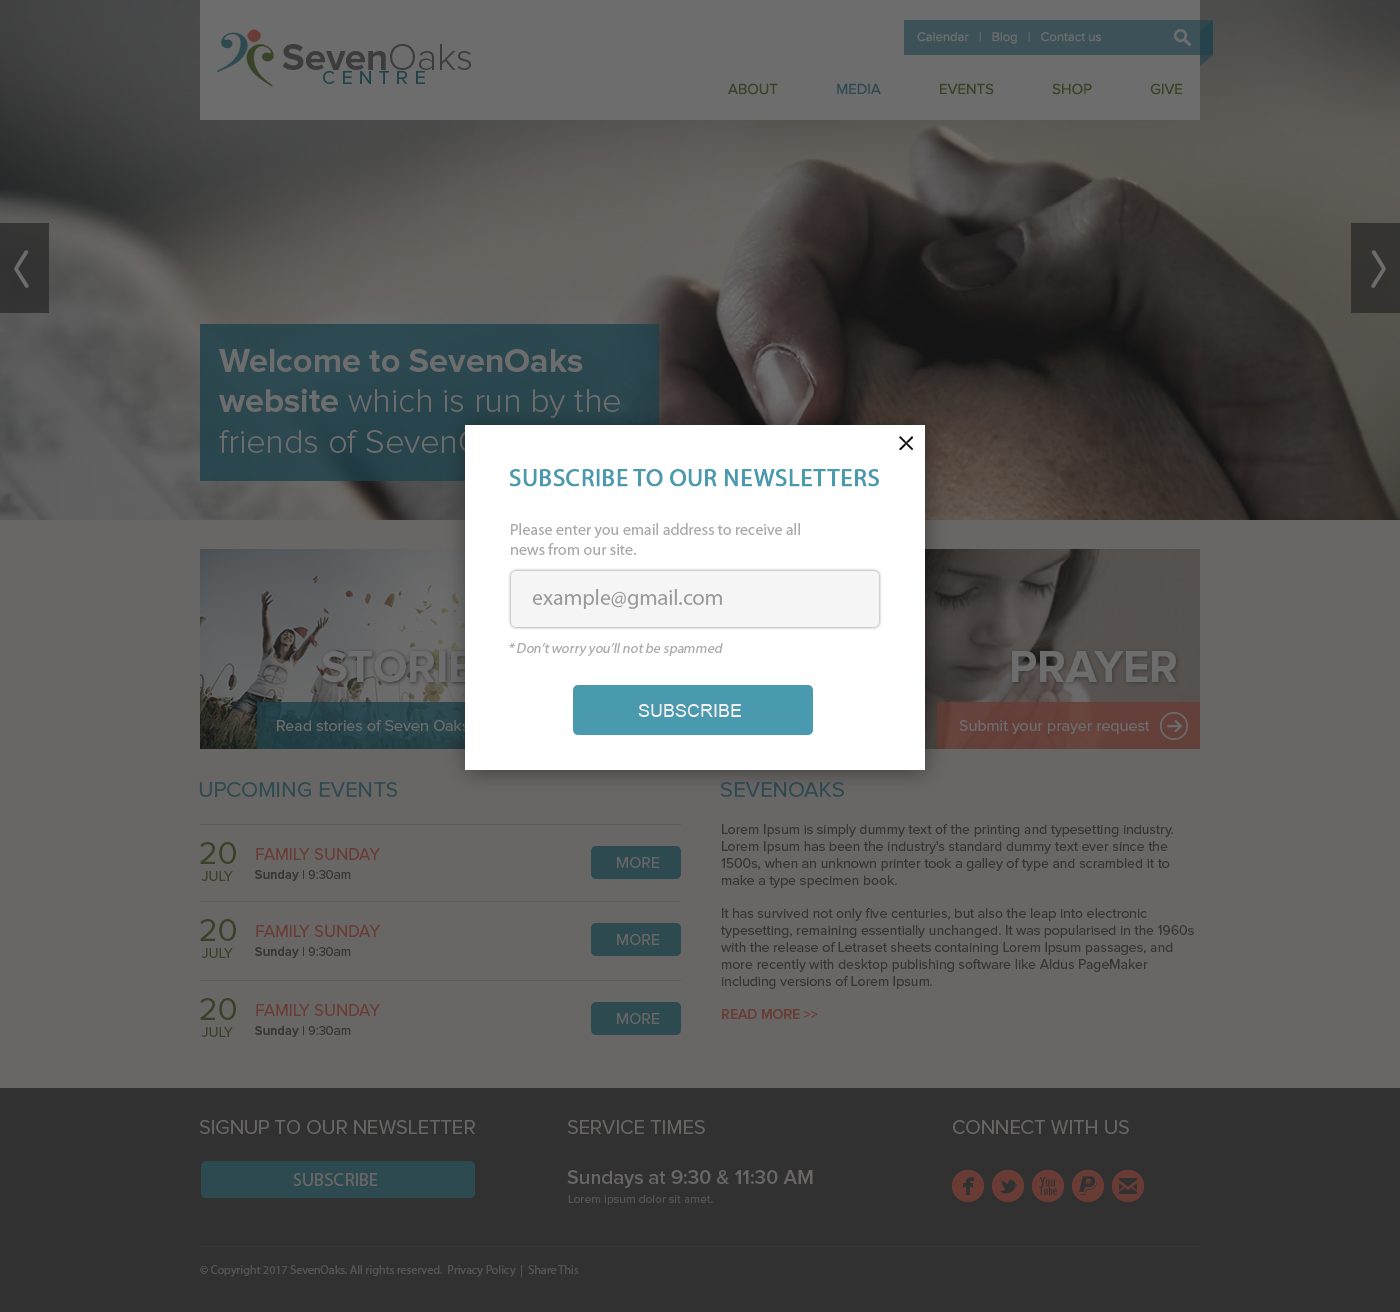 Calendar | Blog | Contact us
SevenOaks
CENTRE
ABOUT MEDIA EVENTS SHOP GIVE
Welcome to SevenOaks
website which is run by the
friends of Seven
SUBSCRIBE TO OUR NEWSLETTERS
Please enter you email address to receive all
news from our site.
example@gmail.com
* Don't worry you'll not be spammed
SUBSCRIBE
STORIE
Read stories of Seven Oaks
PRAYER
Submit your prayer request
UPCOMING EVENTS
20
JULY
FAMILY SUNDAY
Sunday | 9:30am
MORE
20
JULY
FAMILY SUNDAY
Sunday | 9:30am
MORE
20
JULY
FAMILY SUNDAY
Sunday | 9:30am
MORE
SEVENOAKS
Lorem Ipsum is simply dummy text of the printing and typesetting industry.
Lorem Ipsum has been the industry's standard dummy text ever since the
1500s, when an unknown printer took a galley of type and scrambled it to
make a type specimen book.
It has survived not only five centuries, but also the leap into electronic
typesetting, remaining essentially unchanged. It was popularised in the 1960s
with the release of Letraset sheets containing Lorem Ipsum passages, and
more recently with desktop publishing software like Aldus PageMaker
including versions of Lorem Ipsum.
READ MORE >>
SIGNUP TO OUR NEWSLETTER
SUBSCRIBE
SERVICE TIMES
Sundays at 9:30 & 11:30 AM
Lorem ipsum dolor sit amet.
CONNECT WITH US
You
Tube
© Copyright 2017 SevenOaks. All rights reserved. Privacy Policy | Share This